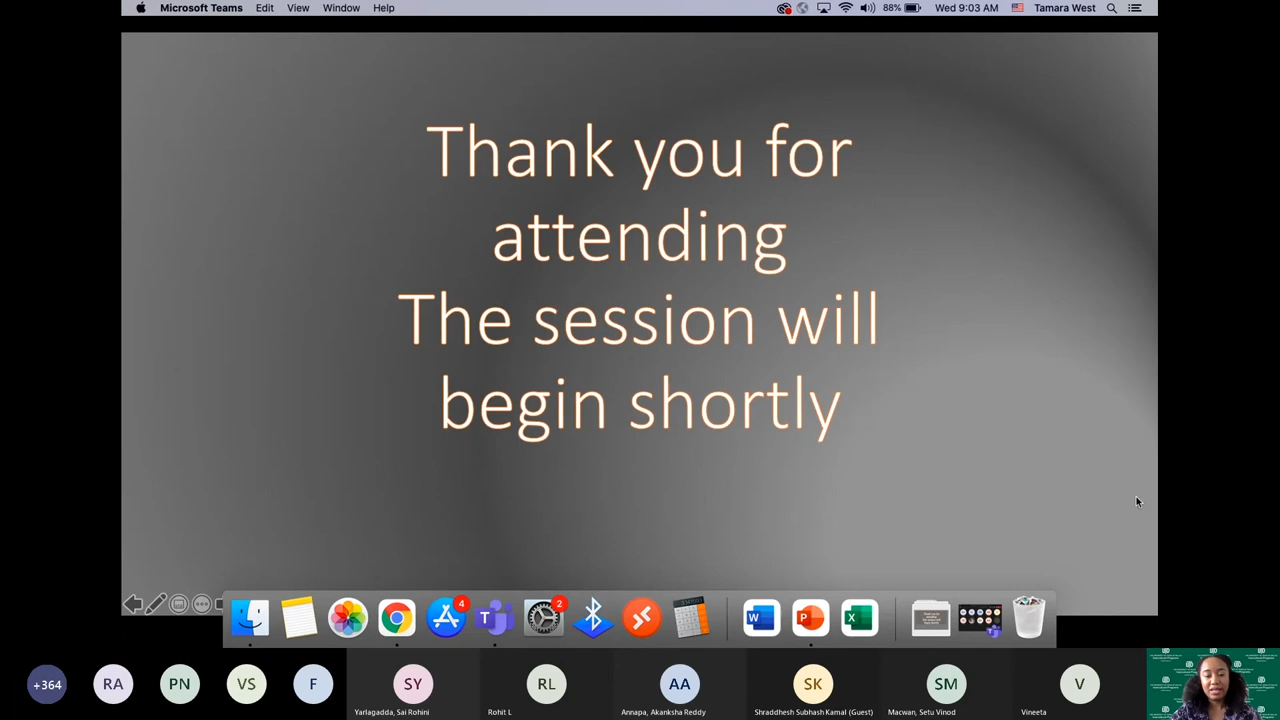 Microsoft Teams Edit View Window Help 88% Wed 9:03 AM Tamara West
Thank you for
attending
The session will
begin shortly
4
2
W P X
+364 RA PN VS F SY RL AA SK SM V
Yarlagadda, Sai Rohini Rohit L Annapa, Akanksha Reddy Shraddhesh Subhash Kamal (Guest) Macwan, Setu Vinod Vineeta